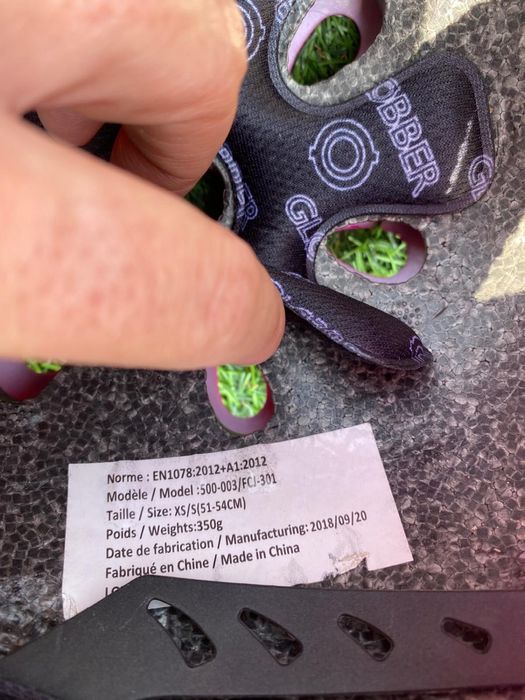 GLOBBER
Norme : EN1078:2012+A1:2012
Modèle / Model :500-003/FCJ-301
Taille / Size: XS/S(51-54CM)
Poids / Weights:350g
Date de fabrication / Manufacturing: 2018/09/20
Fabriqué en Chine / Made in China